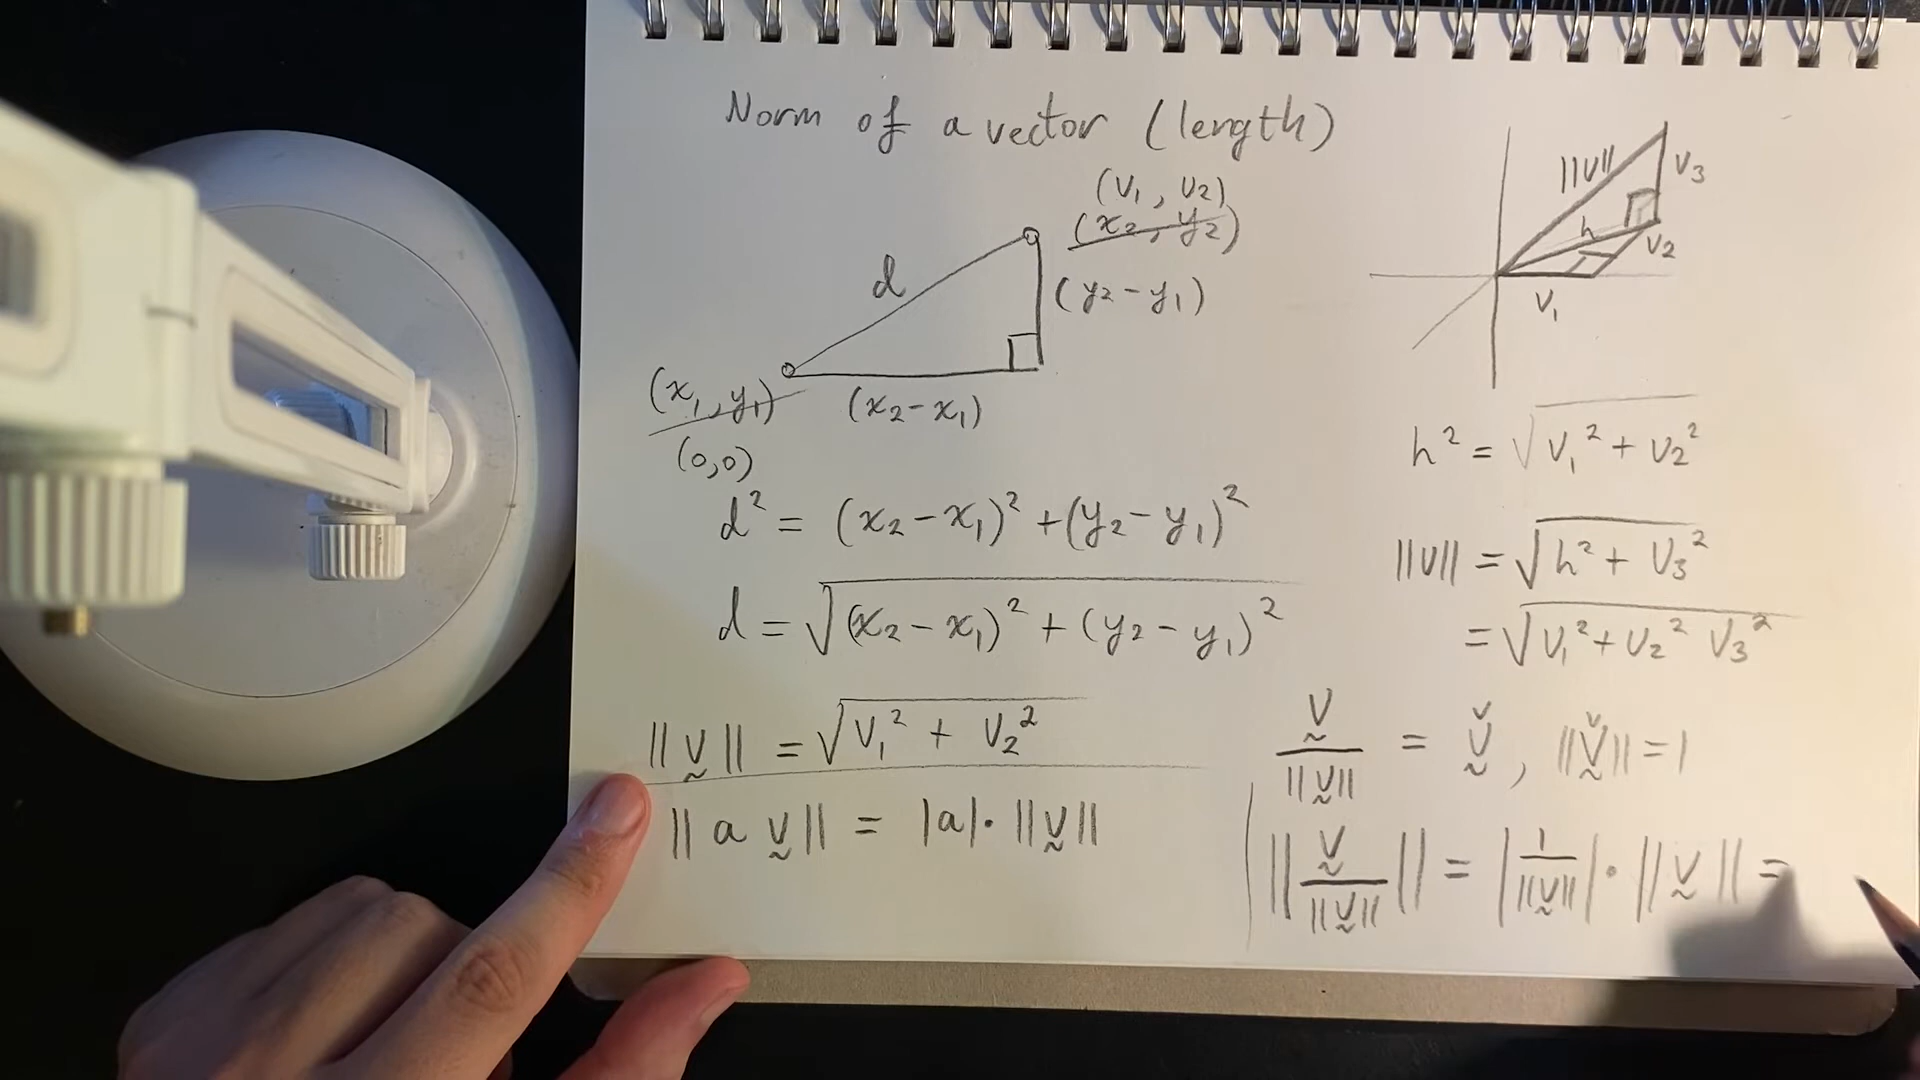 Norm of a vector (length)
(v₁, v₂)
(x₂, y₂)
d
(y₂-y₁)
(x₁, y₁)
(x₂-x₁)
(0,0)
d² = (x₂-x₁)² + (y₂-y₁)²
d = √(x₂-x₁)² + (y₂-y₁)²
||v|| = √v₁² + v₂²
||a v|| = |a|·||v||
||v||
v₃
h
v₂
v₁
h² = √v₁² + v₂²
||v|| = √h² + v₃²
= √v₁² + v₂² v₃²
v/||v|| = v̌, ||v̌|| = 1
||v/||v|| || = |1/||v|| |·||v|| =